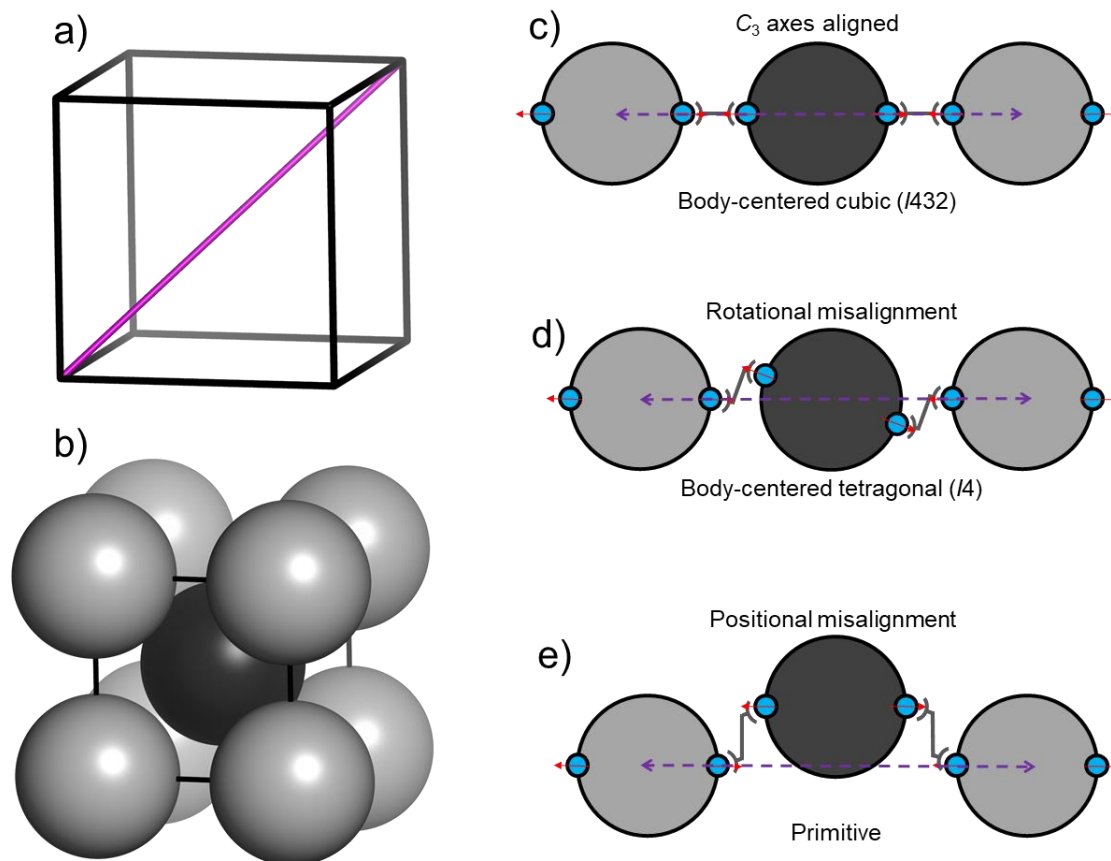 a)
b)
c)
C3 axes aligned
Body-centered cubic (I432)
d)
Rotational misalignment
Body-centered tetragonal (I4)
e)
Positional misalignment
Primitive